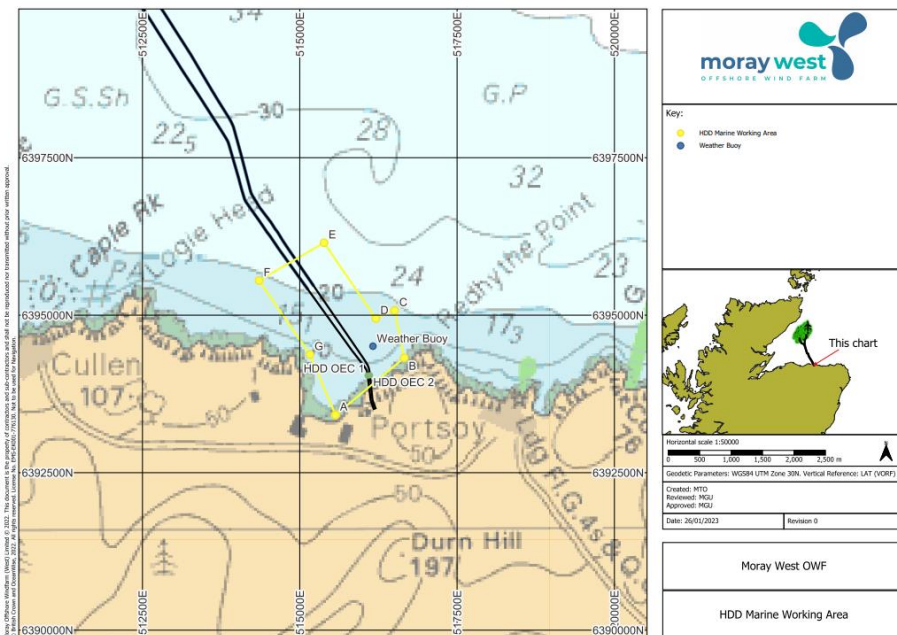 512500E
515000E
517500E
520000E
G.S.Sh
30
G.P
28
22₅
6397500N
6397500N
32
Caple Rk
Logie Head
Redhythe Point
E
F
24
23
C
20
D
6395000N
6395000N
15₁
17₃
G
Weather Buoy
B
Cullen
HDD OEC 1
HDD OEC 2
107
50
A
Portsoy
50
6392500N
6392500N
Ldg Fl.G.4s
50
Durn Hill
197
512500E
515000E
517500E
520000E
6390000N
6390000N
moray west
OFFSHORE WIND FARM
Key:
HDD Marine Working Area
Weather Buoy
This chart
Horizontal scale 1:50000
0 500 1,000 1,500 2,000 2,500 m
Geodetic Parameters: WGS84 UTM Zone 30N. Vertical Reference: LAT (VORF)
Created: MTO
Reviewed: MGU
Approved: MGU
Date: 26/01/2023
Revision 0
Moray West OWF
HDD Marine Working Area